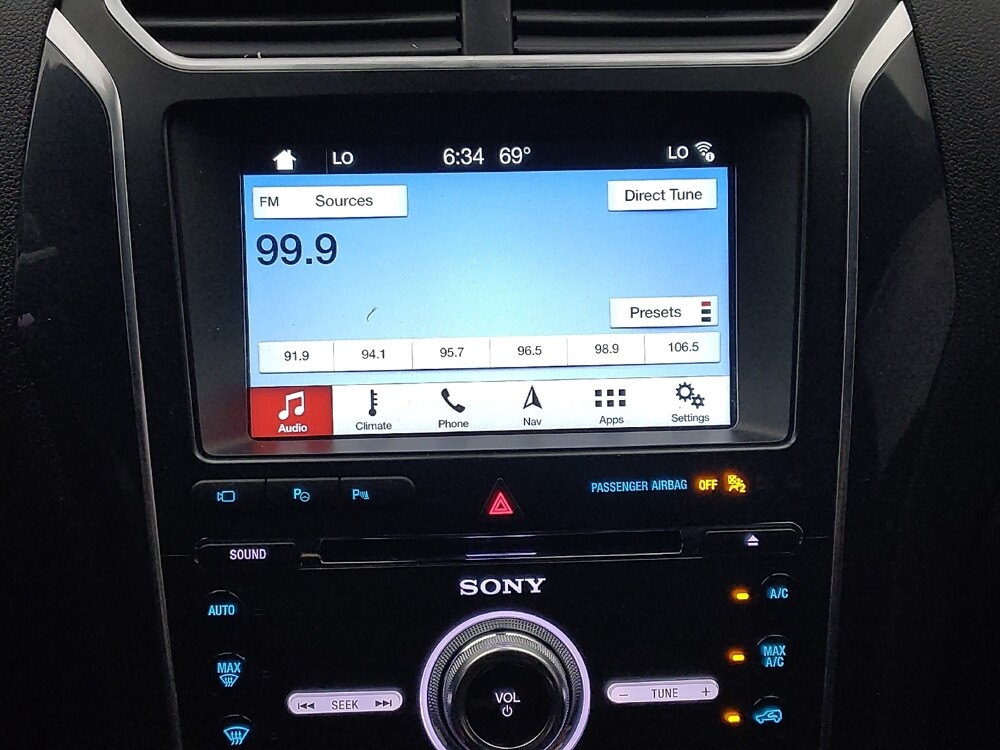 LO 6:34 69° LO
FM Sources Direct Tune
99.9
Presets
91.9 94.1 95.7 96.5 98.9 106.5
Audio Climate Phone Nav Apps Settings
P P PASSENGER AIRBAG OFF 2
SOUND
SONY
AUTO A/C
MAX MAX A/C
SEEK VOL − TUNE +